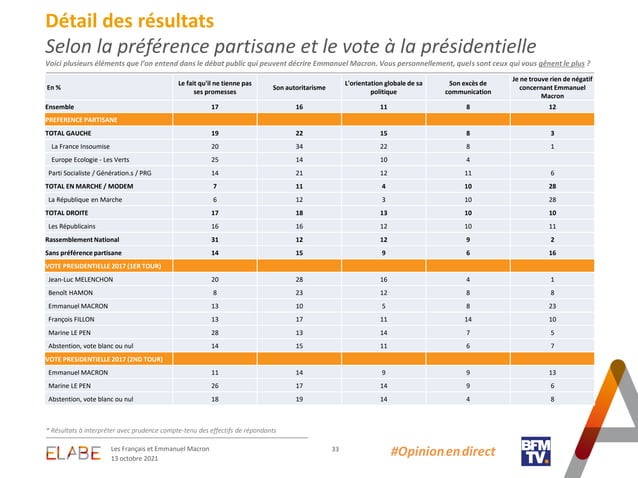 Détail des résultats
Selon la préférence partisane et le vote à la présidentielle
Voici plusieurs éléments que l'on entend dans le débat public qui peuvent décrire Emmanuel Macron. Vous personnellement, quels sont ceux qui vous gênent le plus ?
En % Le fait qu'il ne tienne pas ses promesses Son autoritarisme L'orientation globale de sa politique Son excès de communication Je ne trouve rien de négatif concernant Emmanuel Macron
Ensemble 17 16 11 8 12
PREFERENCE PARTISANE
TOTAL GAUCHE 19 22 15 8 3
La France Insoumise 20 34 22 8 1
Europe Ecologie - Les Verts 25 14 10 4
Parti Socialiste / Génération.s / PRG 14 21 12 11 6
TOTAL EN MARCHE / MODEM 7 11 4 10 28
La République en Marche 6 12 3 10 28
TOTAL DROITE 17 18 13 10 10
Les Républicains 16 16 12 10 11
Rassemblement National 31 12 12 9 2
Sans préférence partisane 14 15 9 6 16
VOTE PRESIDENTIELLE 2017 (1ER TOUR)
Jean-Luc MELENCHON 20 28 16 4 1
Benoît HAMON 8 23 12 8 8
Emmanuel MACRON 13 10 5 8 23
François FILLON 13 17 11 14 10
Marine LE PEN 28 13 14 7 5
Abstention, vote blanc ou nul 14 15 11 6 7
VOTE PRESIDENTIELLE 2017 (2ND TOUR)
Emmanuel MACRON 11 14 9 9 13
Marine LE PEN 26 17 14 9 6
Abstention, vote blanc ou nul 18 19 14 4 8
* Résultats à interpréter avec prudence compte-tenu des effectifs de répondants
ELABE
Les Français et Emmanuel Macron
13 octobre 2021
33
#Opinion en direct
BFM
TV.